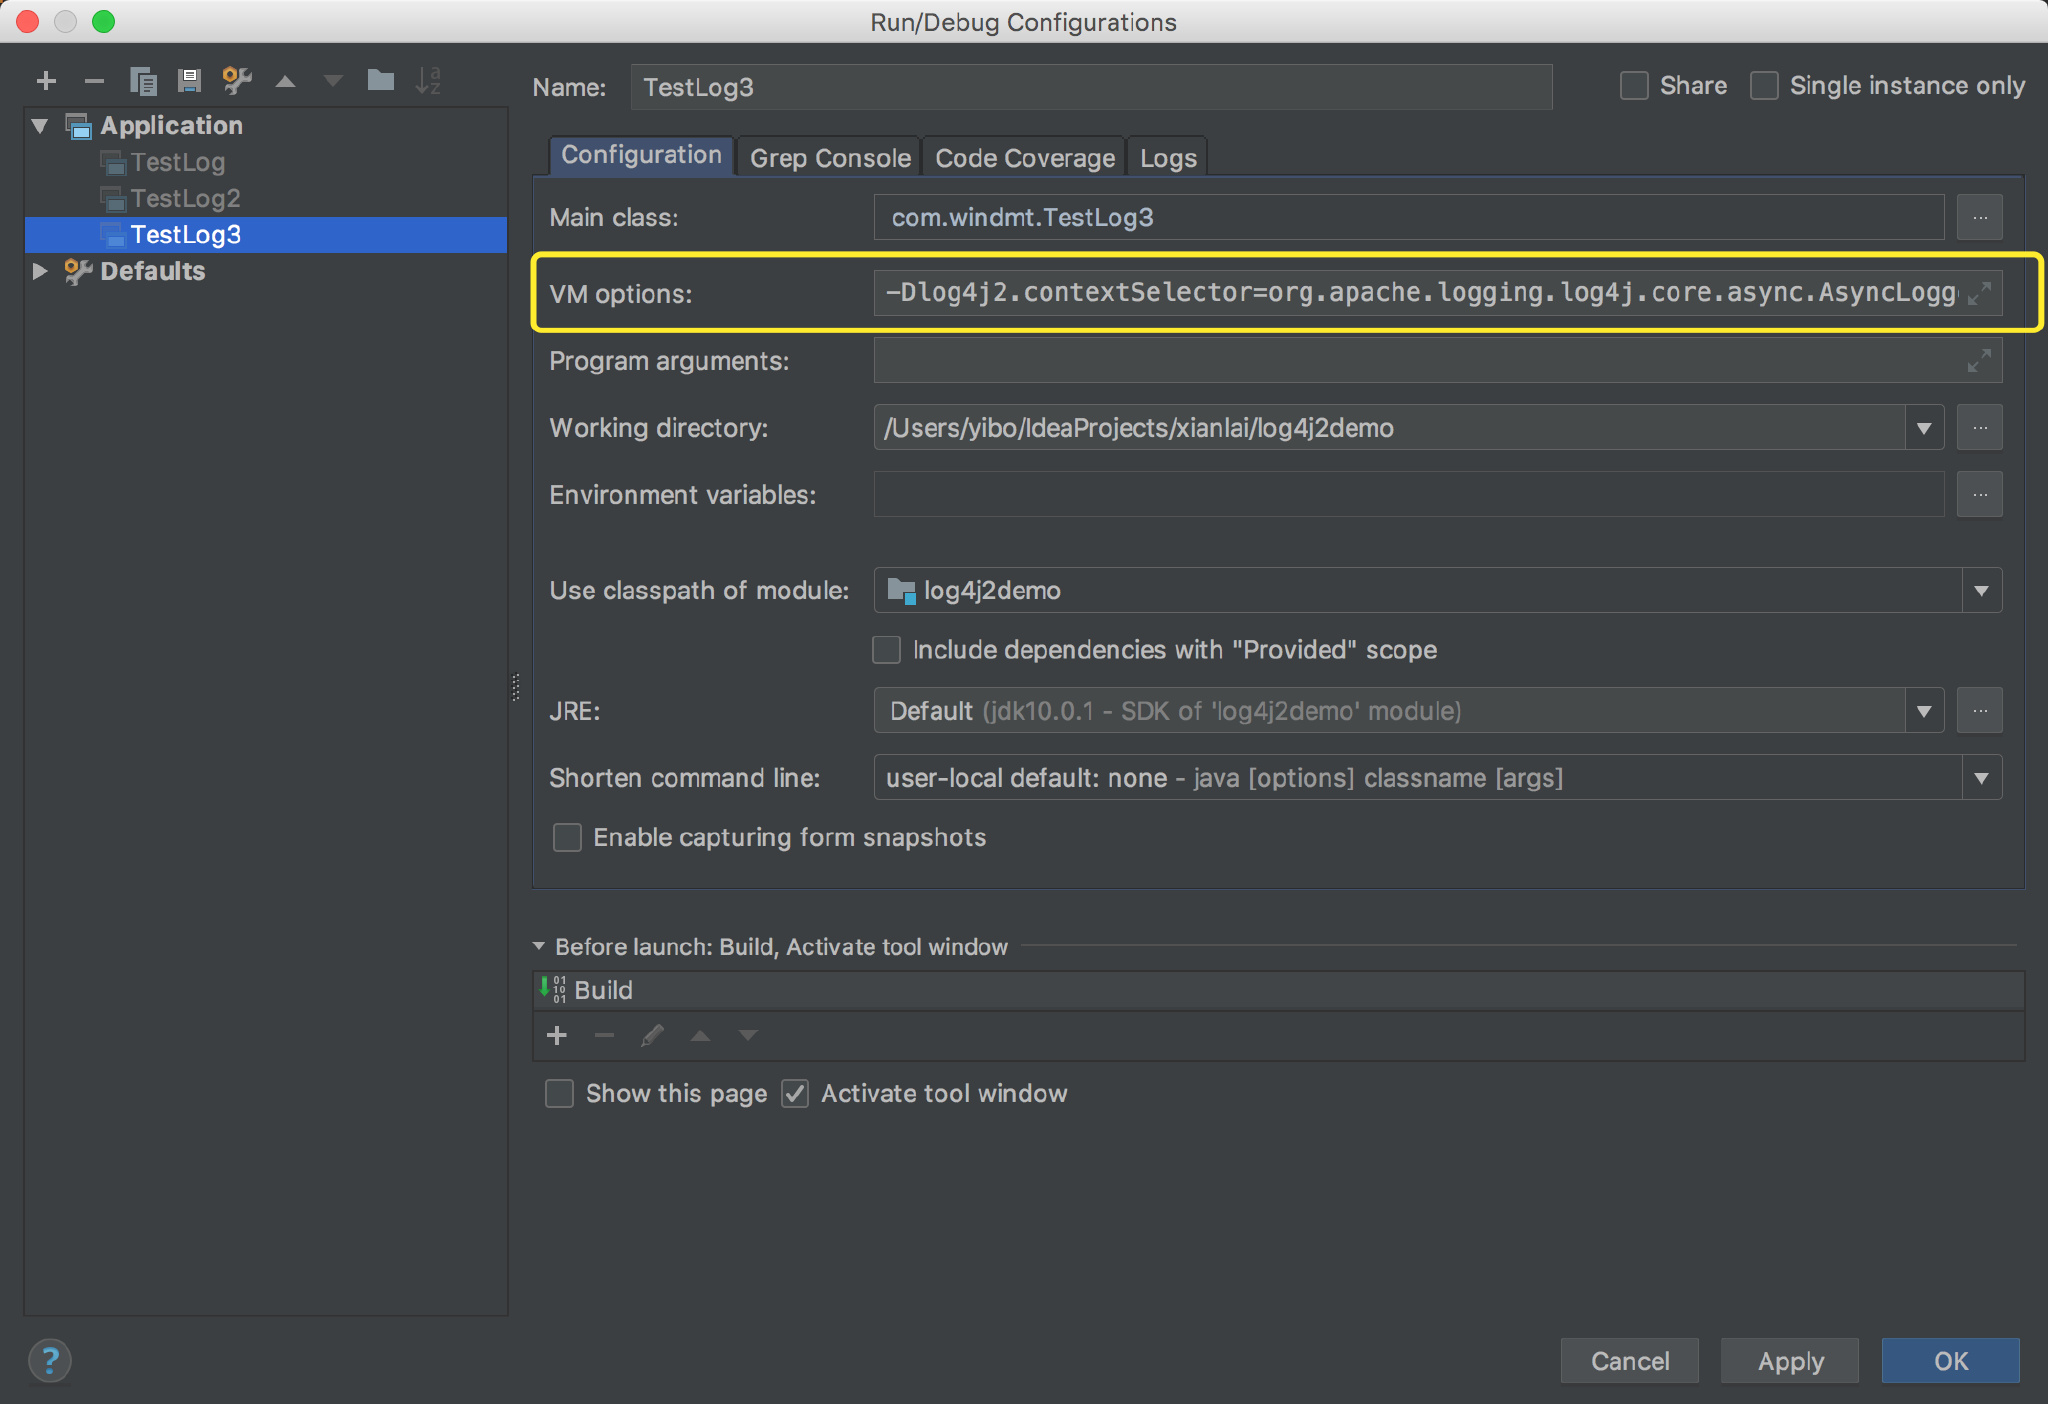 Run/Debug Configurations
Name: TestLog3 Share Single instance only
Application
TestLog
TestLog2
TestLog3
Defaults
Configuration Grep Console Code Coverage Logs
Main class: com.windmt.TestLog3 ...
VM options: -Dlog4j2.contextSelector=org.apache.logging.log4j.core.async.AsyncLogg
Program arguments:
Working directory: /Users/yibo/IdeaProjects/xianlai/log4j2demo ...
Environment variables: ...
Use classpath of module: log4j2demo
Include dependencies with "Provided" scope
JRE: Default (jdk10.0.1 - SDK of 'log4j2demo' module) ...
Shorten command line: user-local default: none - java [options] classname [args]
Enable capturing form snapshots
Before launch: Build, Activate tool window
Build
Show this page Activate tool window
? Cancel Apply OK